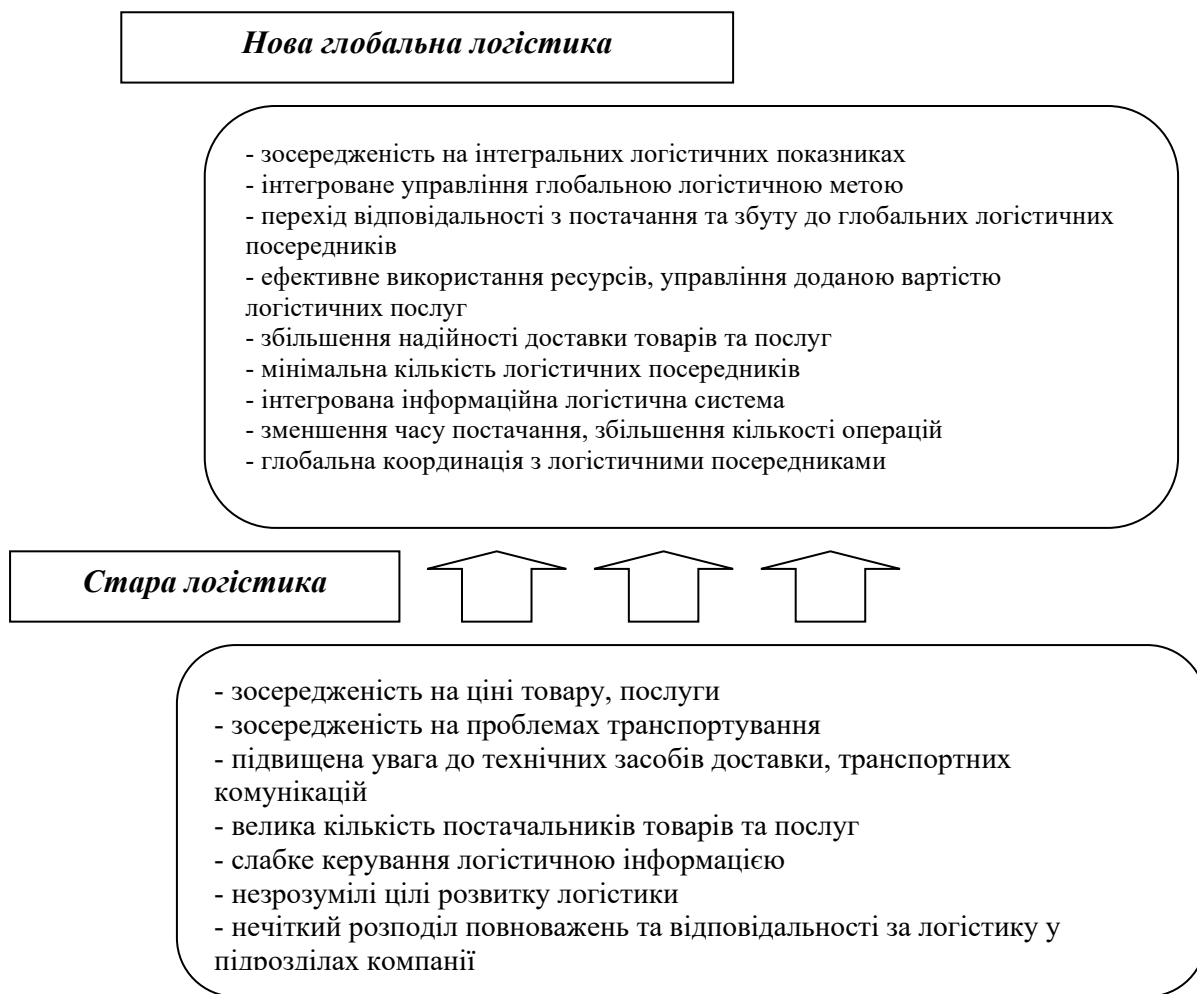 Нова глобальна логістика
- зосередженість на інтегральних логістичних показниках
- інтегроване управління глобальною логістичною метою
- перехід відповідальності з постачання та збуту до глобальних логістичних
посередників
- ефективне використання ресурсів, управління доданою вартістю
логістичних послуг
- збільшення надійності доставки товарів та послуг
- мінімальна кількість логістичних посередників
- інтегрована інформаційна логістична система
- зменшення часу постачання, збільшення кількості операцій
- глобальна координація з логістичними посередниками
Стара логістика
- зосередженість на ціні товару, послуги
- зосередженість на проблемах транспортування
- підвищена увага до технічних засобів доставки, транспортних
комунікацій
- велика кількість постачальників товарів та послуг
- слабке керування логістичною інформацією
- незрозумілі цілі розвитку логістики
- нечіткий розподіл повноважень та відповідальності за логістику у
підрозділах компанії